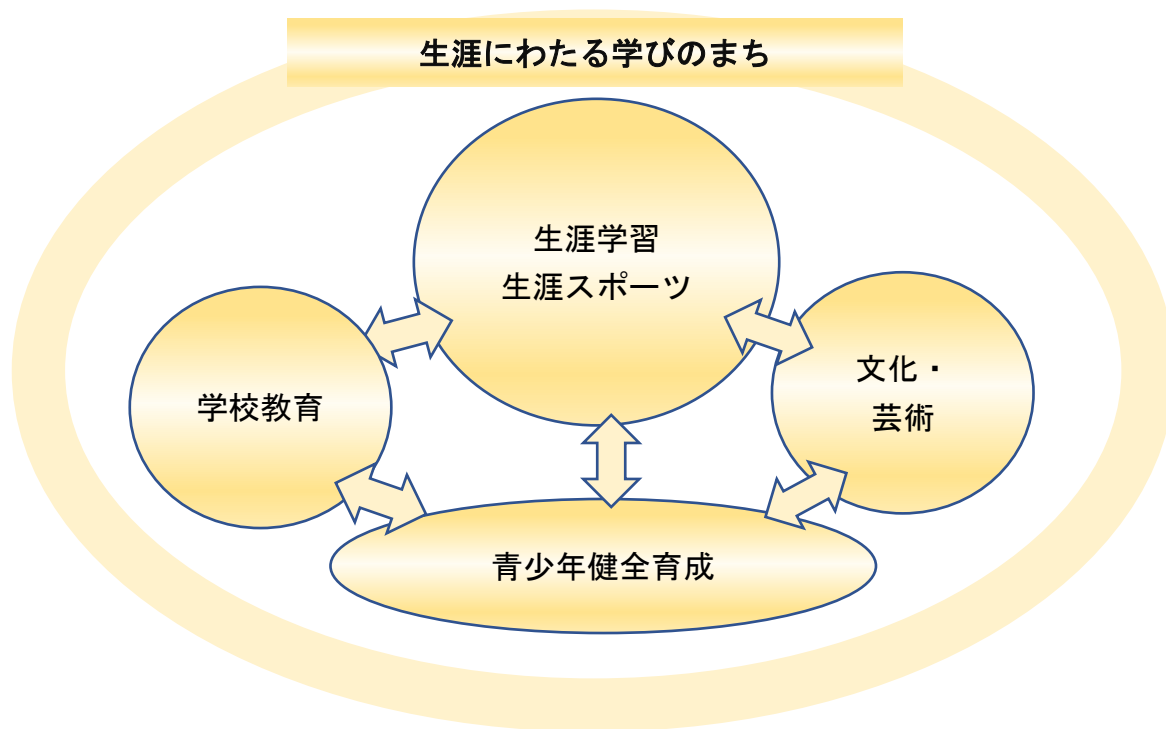 生涯にわたる学びのまち
生涯学習
生涯スポーツ
学校教育
文化・
芸術
青少年健全育成